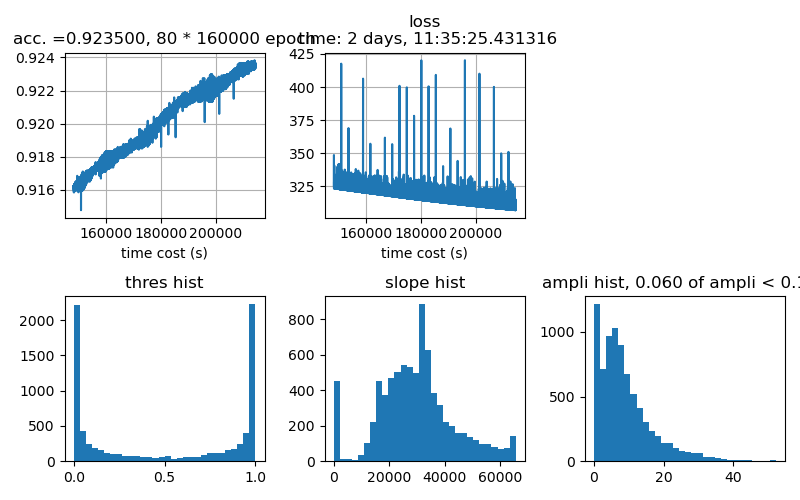 loss
acc. =0.923500, 80 * 160000 epoch
time: 2 days, 11:35:25.431316
0.924
0.922
0.920
0.918
0.916
160000 180000 200000
time cost (s)
425
400
375
350
325
160000 180000 200000
time cost (s)
thres hist
2000
1500
1000
500
0
0.0 0.5 1.0
slope hist
800
600
400
200
0
0 20000 40000 60000
ampli hist, 0.060 of ampli < 0.1
1000
500
0
0 20 40